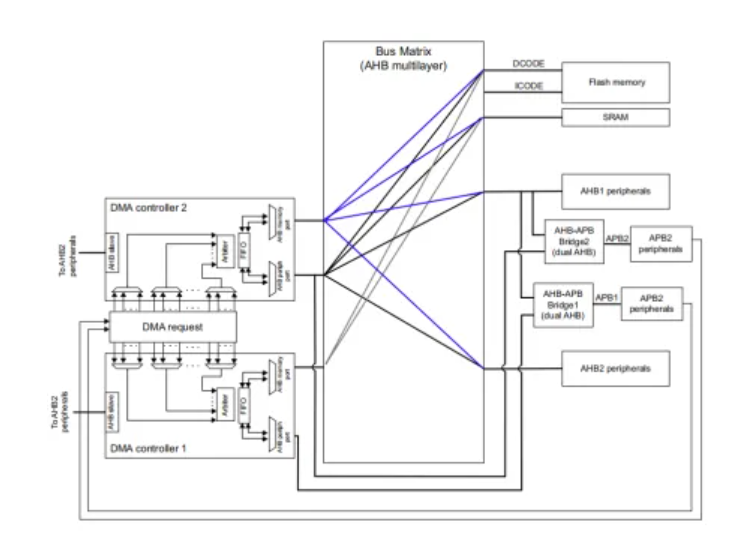 Bus Matrix
(AHB multilayer)
DCODE
ICODE
Flash memory
SRAM
AHB1 peripherals
AHB-APB
Bridge2
(dual AHB)
APB2
APB2
peripherals
AHB-APB
Bridge1
(dual AHB)
APB1
APB2
peripherals
AHB2 peripherals
DMA controller 2
To AHB2
peripherals
AHB slave
Arbiter
FIFO
AHB memory
port
AHB periph
port
DMA request
To AHB2
peripherals
AHB slave
Arbiter
FIFO
AHB memory
port
AHB periph
port
DMA controller 1